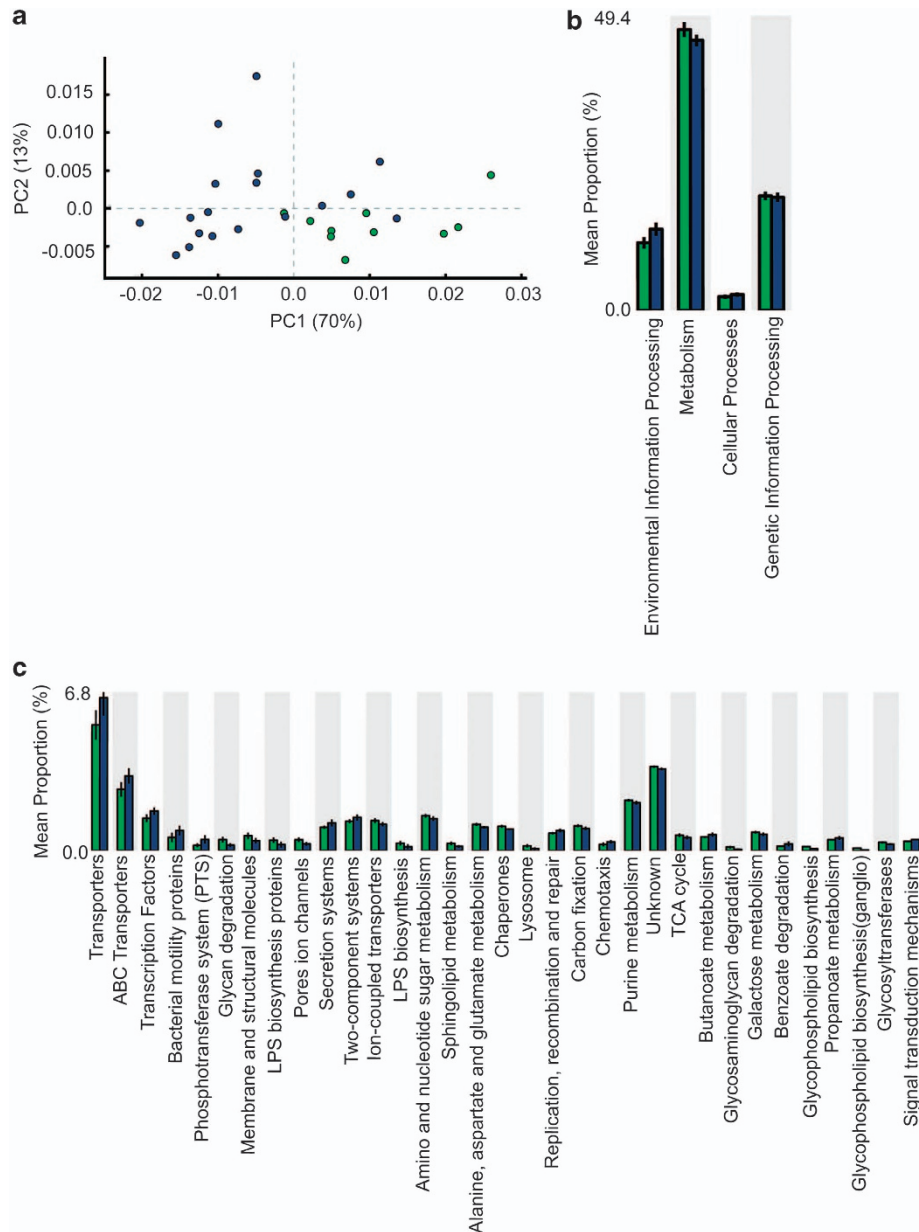 a
0.015
0.010
0.005
0.0
-0.005
PC2 (13%)
-0.02
-0.01
0.0
0.01
0.02
0.03
PC1 (70%)
b
49.4
0.0
Mean Proportion (%)
Environmental Information Processing
Metabolism
Cellular Processes
Genetic Information Processing
c
6.8
0.0
Mean Proportion (%)
Transporters
ABC Transporters
Transcription Factors
Bacterial motility proteins
Phosphotransferase system (PTS)
Glycan degradation
Membrane and structural molecules
LPS biosynthesis proteins
Pores ion channels
Secretion systems
Two-component systems
Ion-coupled transporters
LPS biosynthesis
Amino and nucleotide sugar metabolism
Sphingolipid metabolism
Alanine, aspartate and glutamate metabolism
Chaperones
Lysosome
Replication, recombination and repair
Carbon fixation
Chemotaxis
Purine metabolism
Unknown
TCA cycle
Butanoate metabolism
Glycosaminoglycan degradation
Galactose metabolism
Benzoate degradation
Glycophospholipid biosynthesis
Propanoate metabolism
Glycophospholipid biosynthesis(ganglio)
Glycosyltransferases
Signal transduction mechanisms